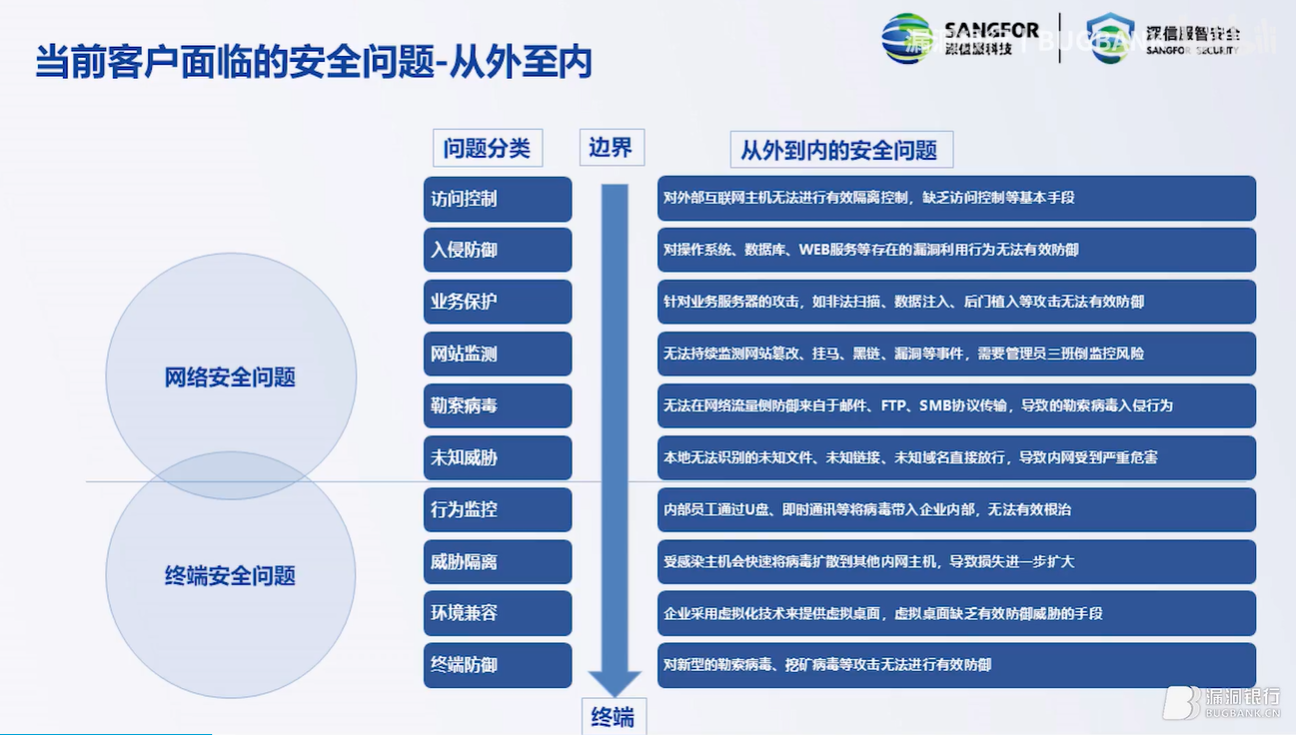 当前客户面临的安全问题-从外至内
SANGFOR
深信服科技
BUGBANK
深信服智安全
SANGFOR SECURITY
问题分类
边界
从外到内的安全问题
访问控制
对外部互联网主机无法进行有效隔离控制，缺乏访问控制等基本手段
入侵防御
对操作系统、数据库、WEB服务等存在的漏洞利用行为无法有效防御
业务保护
针对业务服务器的攻击，如非法扫描、数据注入、后门植入等攻击无法有效防御
网站监测
无法持续监测网站篡改、挂马、黑链、漏洞等事件，需要管理员三班倒监控风险
网络安全问题
勒索病毒
无法在网络流量侧防御来自于邮件、FTP、SMB协议传输，导致的勒索病毒入侵行为
未知威胁
本地无法识别的未知文件、未知链接、未知域名直接放行，导致内网受到严重危害
行为监控
内部员工通过U盘、即时通讯等将病毒带入企业内部，无法有效根治
威胁隔离
受感染主机会快速将病毒扩散到其他内网主机，导致损失进一步扩大
终端安全问题
环境兼容
企业采用虚拟化技术来提供虚拟桌面，虚拟桌面缺乏有效防御威胁的手段
终端防御
对新型的勒索病毒、挖矿病毒等攻击无法进行有效防御
终端
漏洞银行
BUGBANK.CN